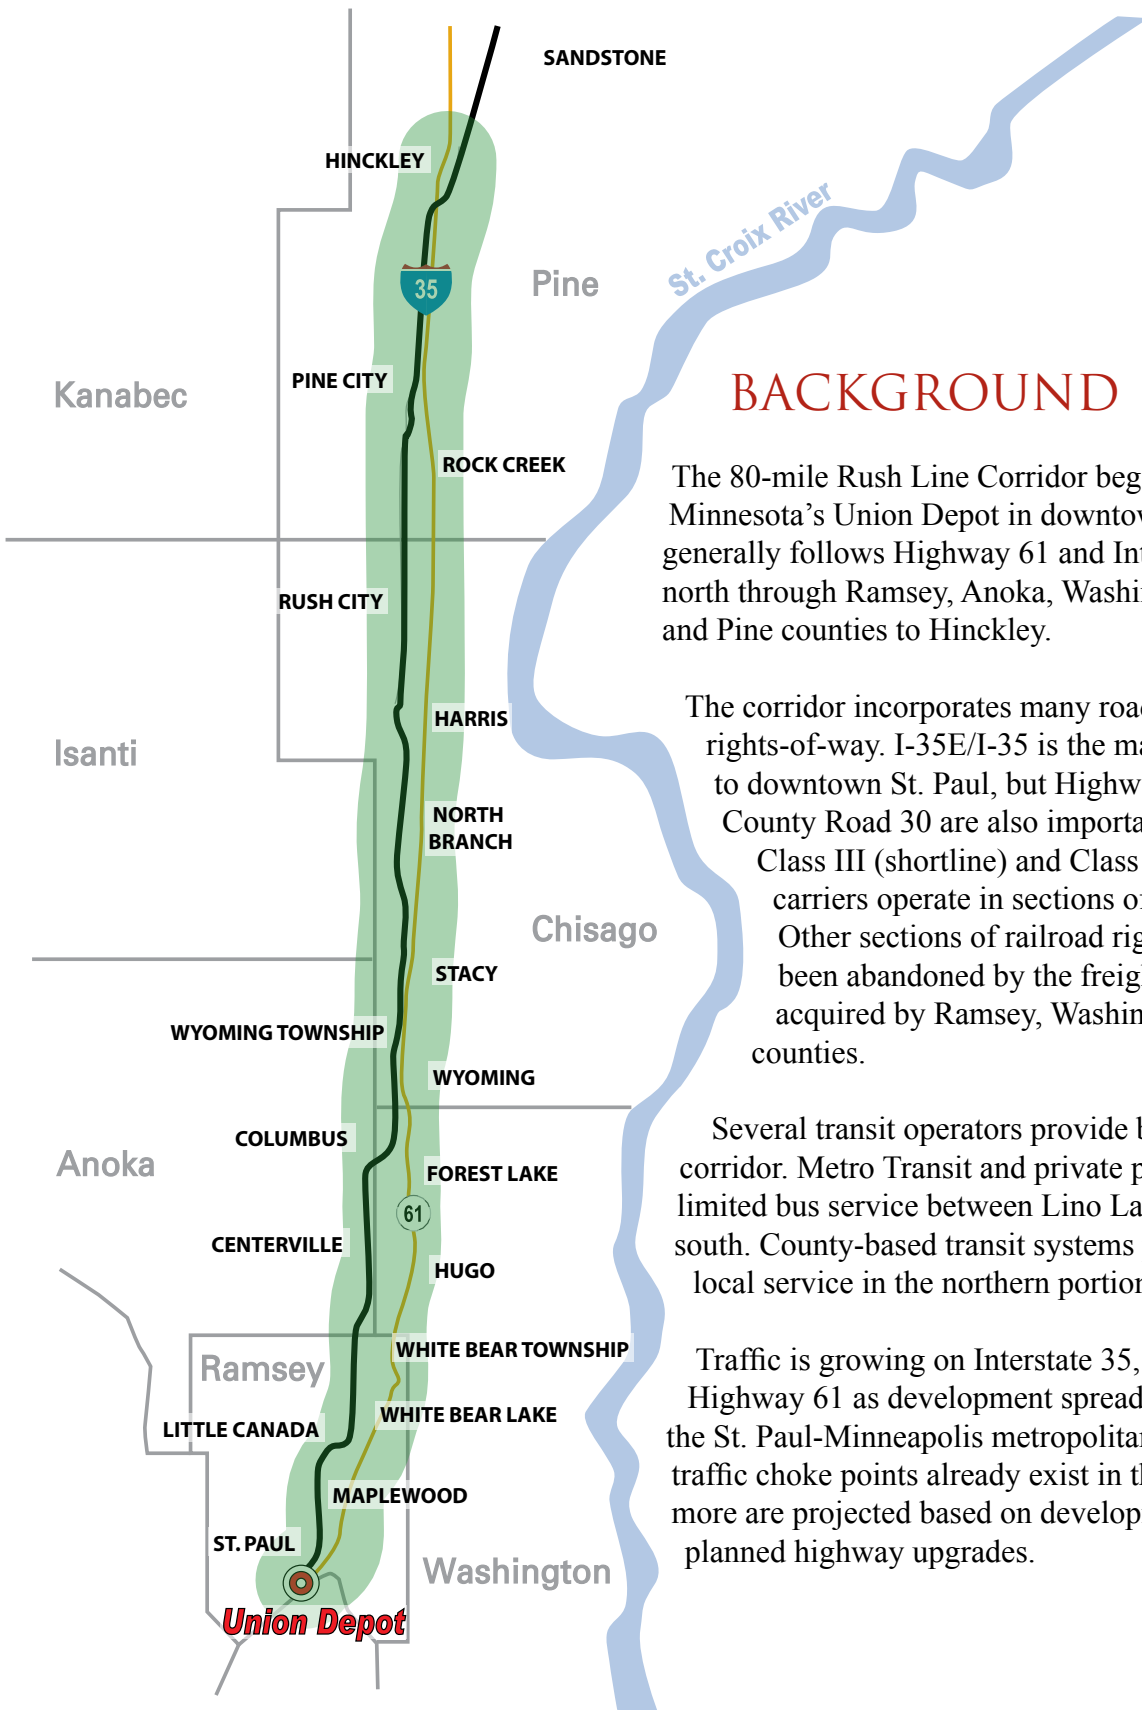 SANDSTONE
HINCKLEY
St. Croix River
Pine
35
Kanabec
PINE CITY
ROCK CREEK
RUSH CITY
HARRIS
Isanti
NORTH
BRANCH
Chisago
STACY
WYOMING TOWNSHIP
WYOMING
COLUMBUS
Anoka
FOREST LAKE
61
CENTERVILLE
HUGO
WHITE BEAR TOWNSHIP
Ramsey
WHITE BEAR LAKE
LITTLE CANADA
MAPLEWOOD
ST. PAUL
Washington
Union Depot
BACKGROUND
The 80-mile Rush Line Corridor beg
Minnesota’s Union Depot in downtow
generally follows Highway 61 and Int
north through Ramsey, Anoka, Washin
and Pine counties to Hinckley.
The corridor incorporates many road
rights-of-way. I-35E/I-35 is the ma
to downtown St. Paul, but Highw
County Road 30 are also importa
Class III (shortline) and Class
carriers operate in sections of
Other sections of railroad rig
been abandoned by the freig
acquired by Ramsey, Washin
counties.
Several transit operators provide b
corridor. Metro Transit and private p
limited bus service between Lino La
south. County-based transit systems
local service in the northern portion
Traffic is growing on Interstate 35,
Highway 61 as development spread
the St. Paul-Minneapolis metropolitan
traffic choke points already exist in th
more are projected based on develop
planned highway upgrades.